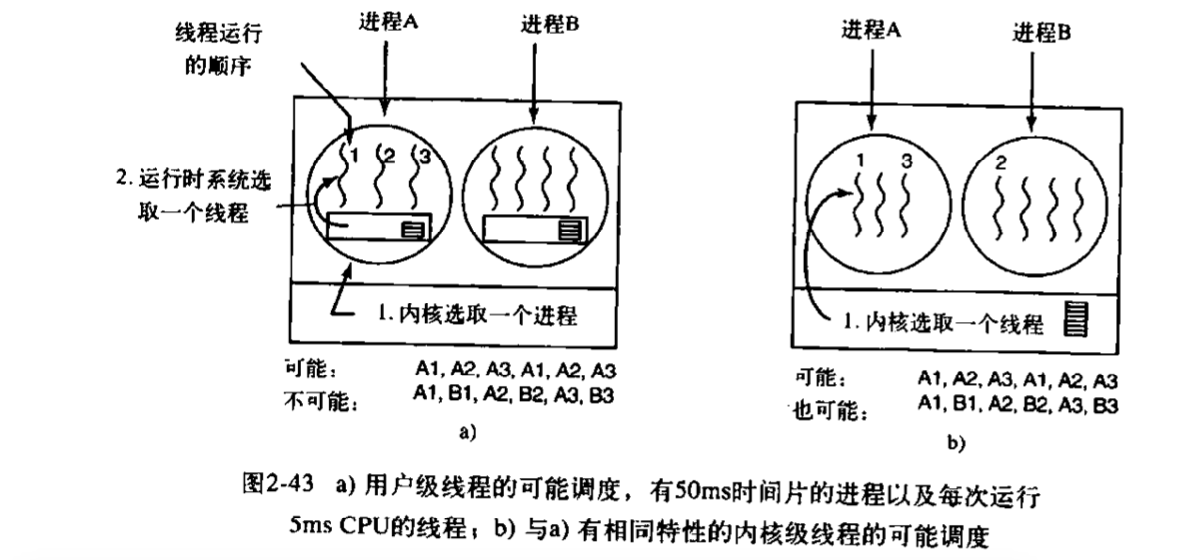 线程运行
的顺序
进程A
进程B
1
2
3
2. 运行时系统选
取一个线程
1. 内核选取一个进程
可能： A1, A2, A3, A1, A2, A3
不可能： A1, B1, A2, B2, A3, B3
a)
进程A
进程B
1
3
2
1. 内核选取一个线程
可能： A1, A2, A3, A1, A2, A3
也可能： A1, B1, A2, B2, A3, B3
b)
图2-43 a) 用户级线程的可能调度，有50ms时间片的进程以及每次运行
5ms CPU的线程；b) 与a) 有相同特性的内核级线程的可能调度